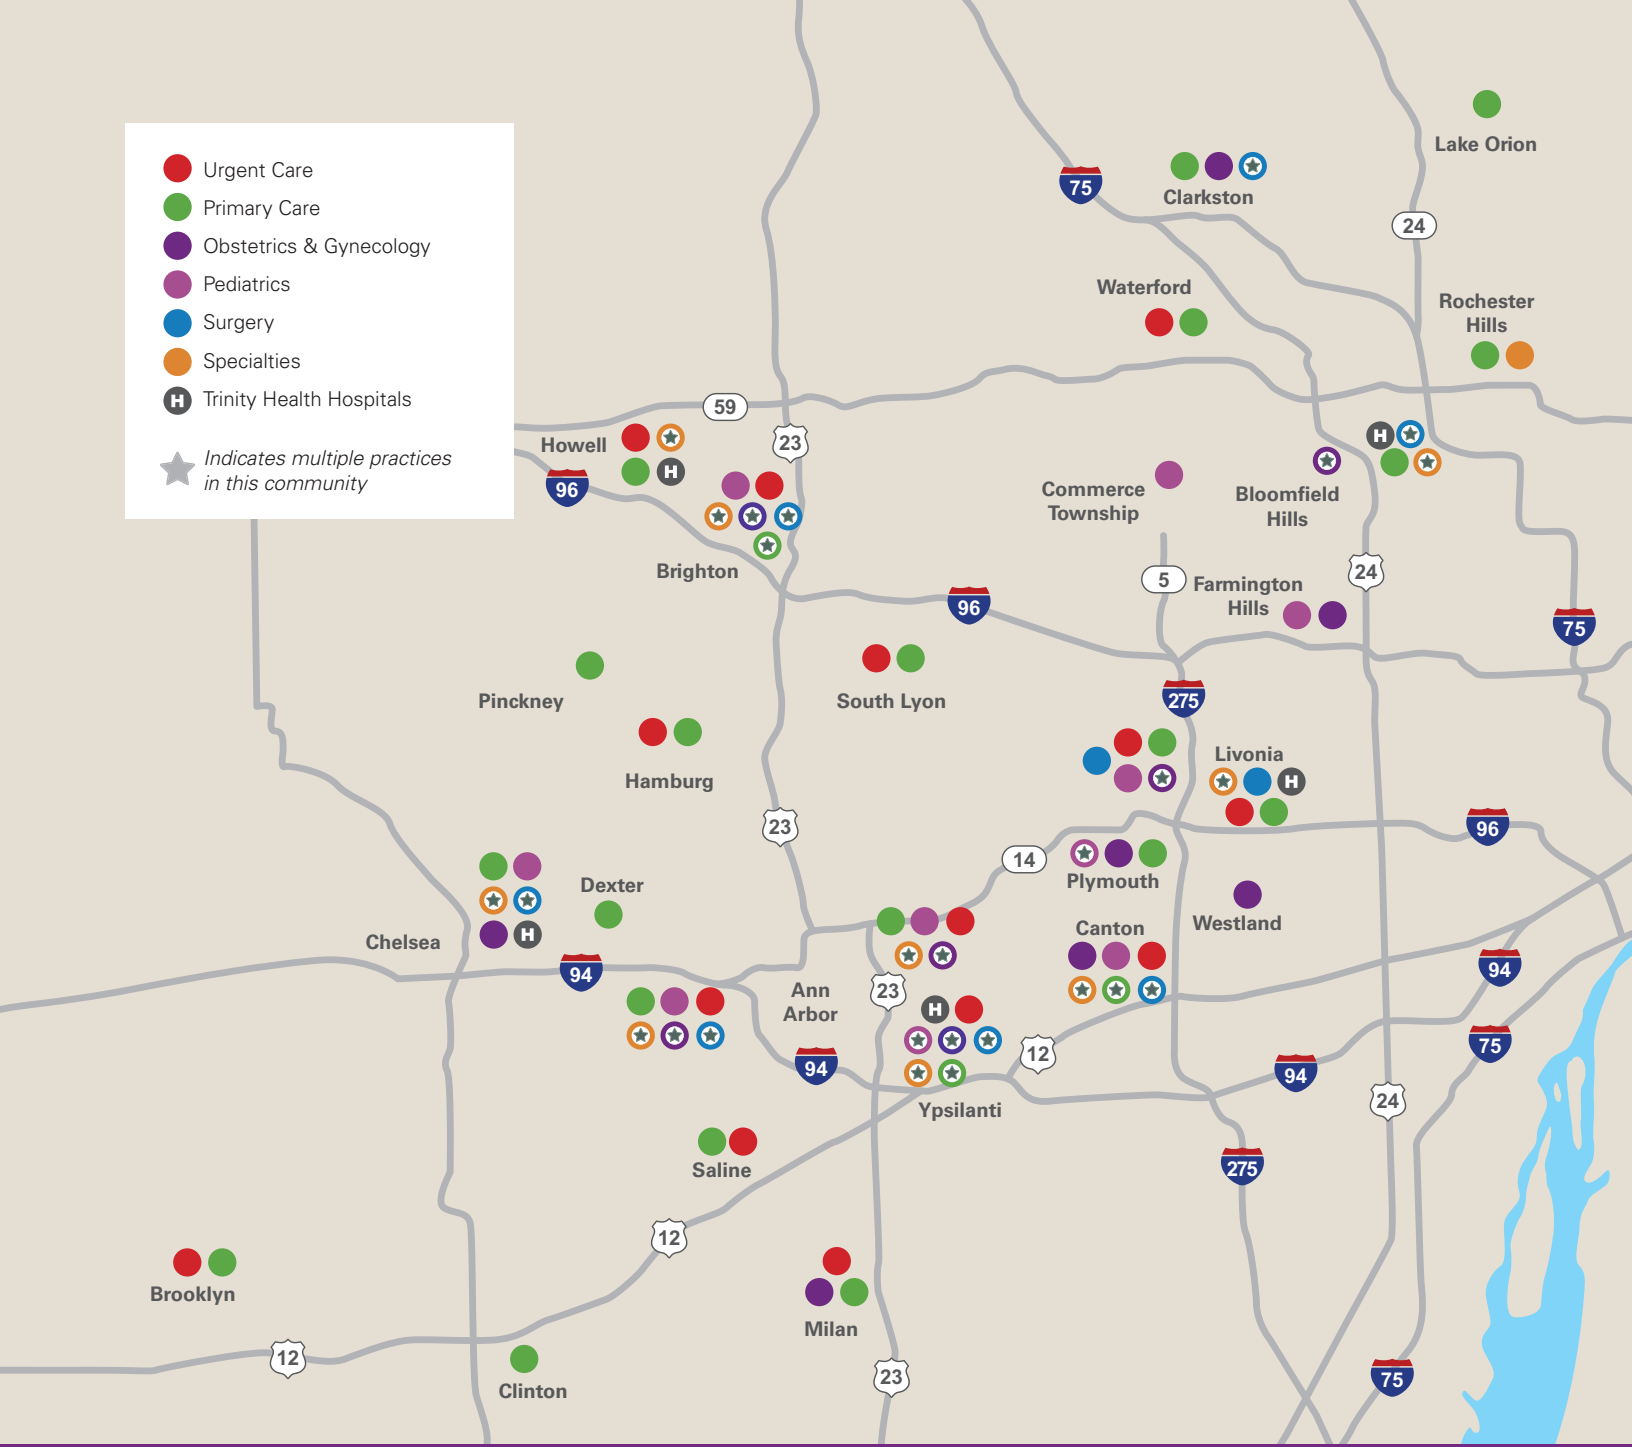 Urgent Care
Primary Care
Obstetrics & Gynecology
Pediatrics
Surgery
Specialties
H Trinity Health Hospitals
Indicates multiple practices
in this community
Lake Orion
75
Clarkston
24
Waterford
Rochester
Hills
59
23
Howell
H
96
H
Commerce
Township
Bloomfield
Hills
Brighton
5
Farmington
Hills
24
96
75
Pinckney
South Lyon
275
Hamburg
Livonia
H
23
96
14
Plymouth
Dexter
Westland
Chelsea
H
Canton
94
94
Ann
Arbor
23
H
12
75
94
94
Ypsilanti
24
Saline
275
12
Brooklyn
Milan
12
23
75
Clinton